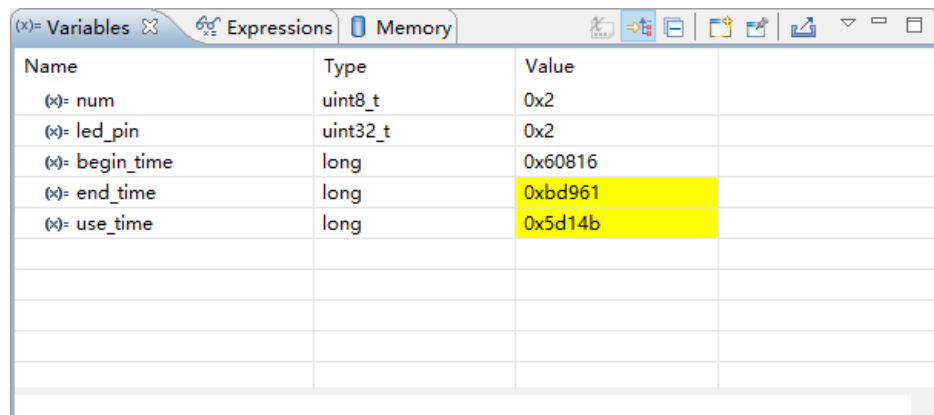 (x)= Variables Expressions Memory
Name Type Value
(x)= num uint8_t 0x2
(x)= led_pin uint32_t 0x2
(x)= begin_time long 0x60816
(x)= end_time long 0xbd961
(x)= use_time long 0x5d14b